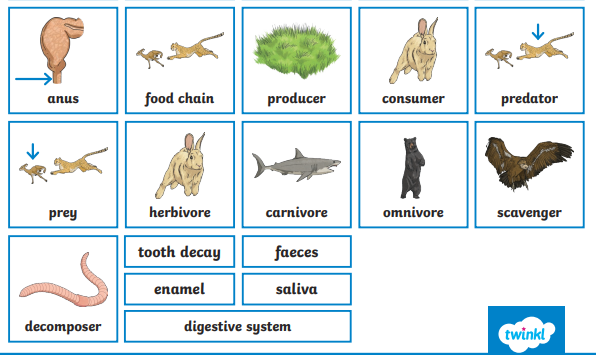 anus
food chain
producer
consumer
predator
prey
herbivore
carnivore
omnivore
scavenger
decomposer
tooth decay
faeces
enamel
saliva
digestive system
twinkl